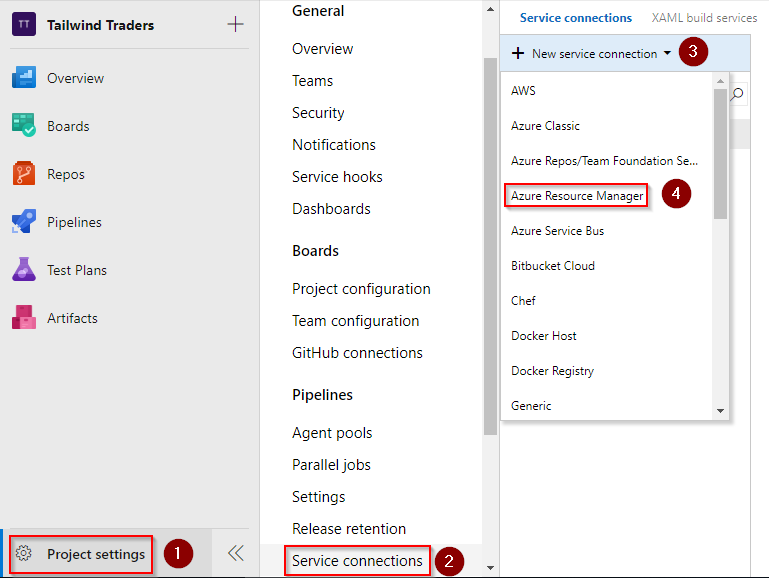 TT
Tailwind Traders
Overview
Boards
Repos
Pipelines
Test Plans
Artifacts
Project settings
1
General
Overview
Teams
Security
Notifications
Service hooks
Dashboards
Boards
Project configuration
Team configuration
GitHub connections
Pipelines
Agent pools
Parallel jobs
Settings
Release retention
Service connections
2
Service connections
XAML build services
New service connection
3
AWS
Azure Classic
Azure Repos/Team Foundation Se...
Azure Resource Manager
4
Azure Service Bus
Bitbucket Cloud
Chef
Docker Host
Docker Registry
Generic